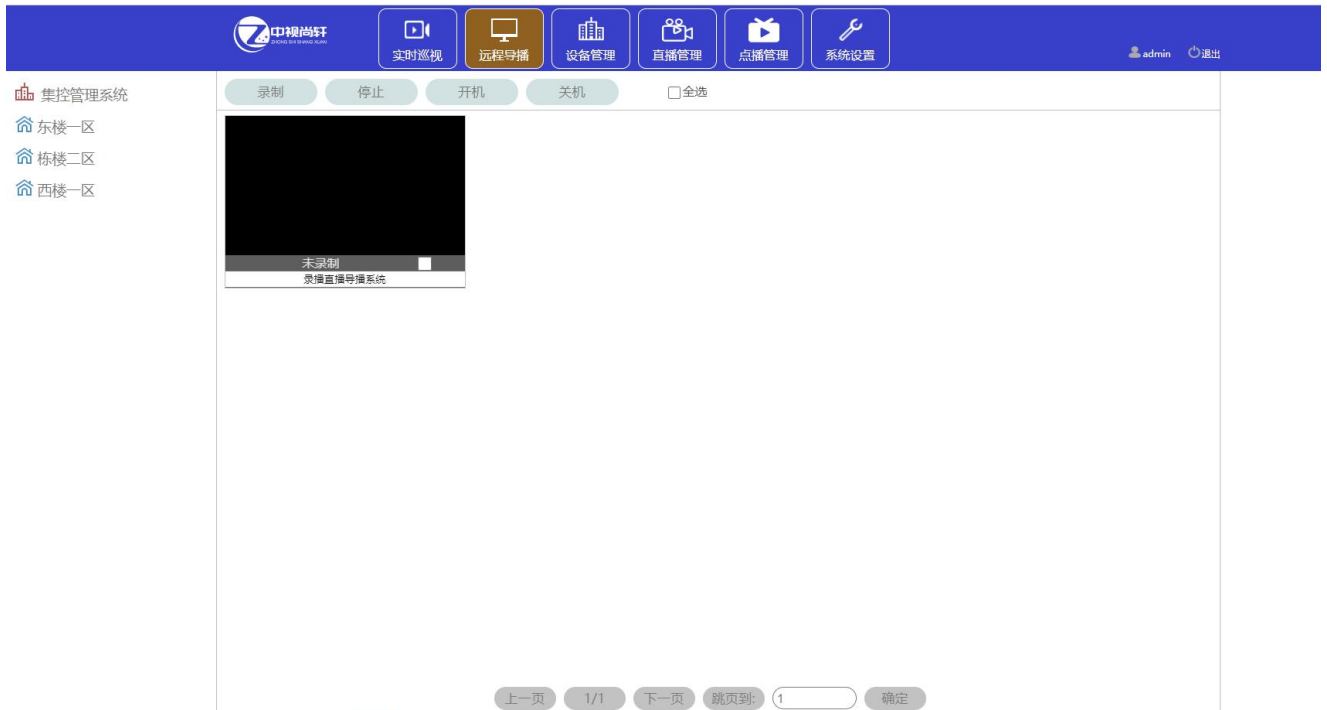 中视尚轩
ZHONG SHI SHANG XUAN
实时巡视
远程导播
设备管理
直播管理
点播管理
系统设置
admin
退出
集控管理系统
东楼一区
栋楼二区
西楼一区
录制
停止
开机
关机
全选
未录制
录播直播导播系统
上一页
1/1
下一页
跳页到:
1
确定